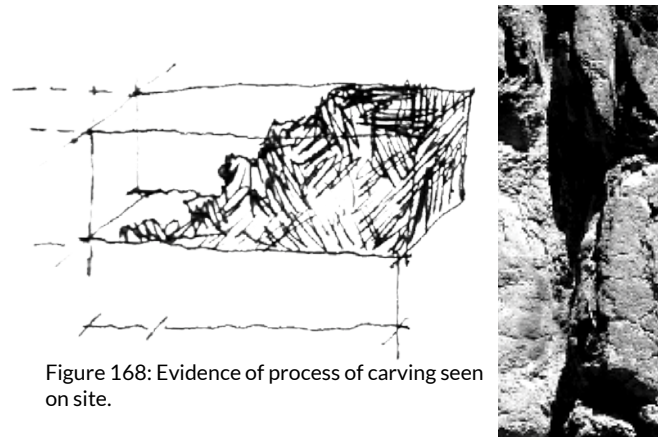 Figure 168: Evidence of process of carving seen
on site.